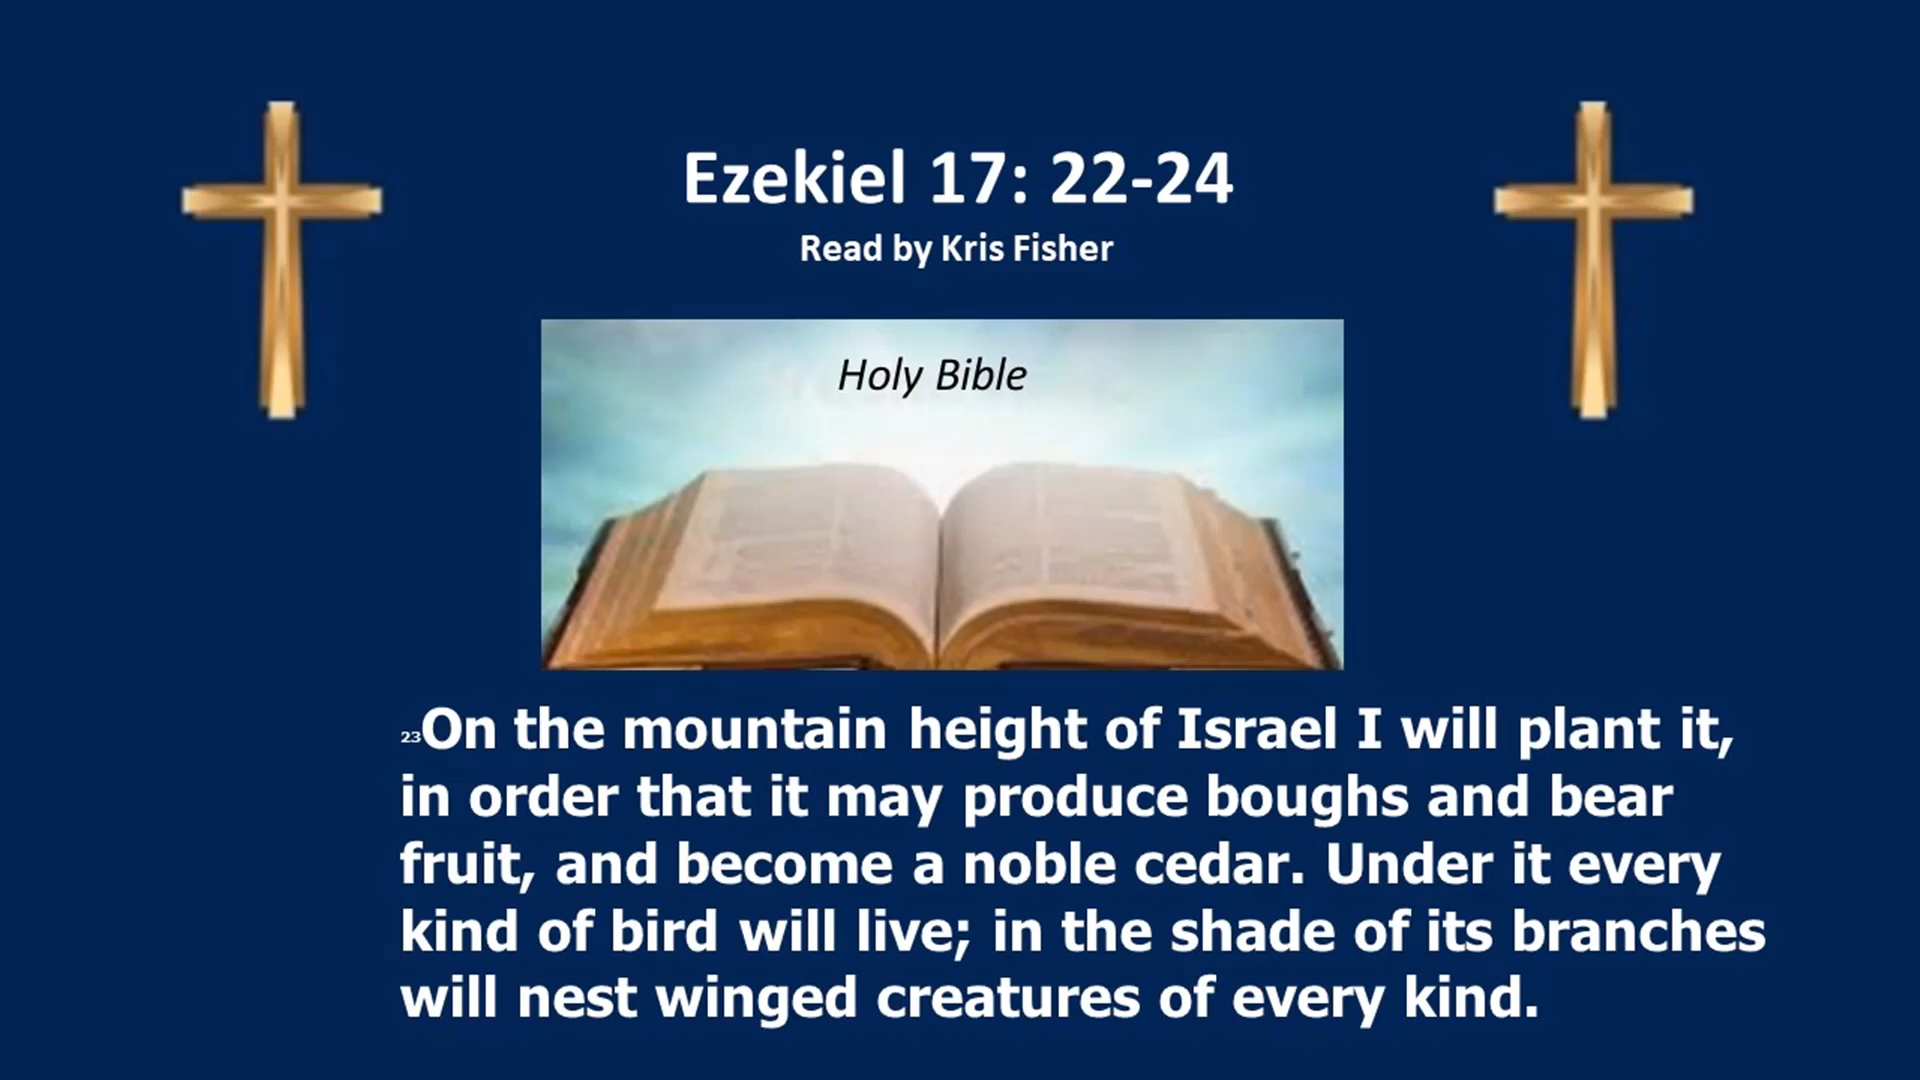 Ezekiel 17: 22-24
Read by Kris Fisher
Holy Bible
23On the mountain height of Israel I will plant it,
in order that it may produce boughs and bear
fruit, and become a noble cedar. Under it every
kind of bird will live; in the shade of its branches
will nest winged creatures of every kind.